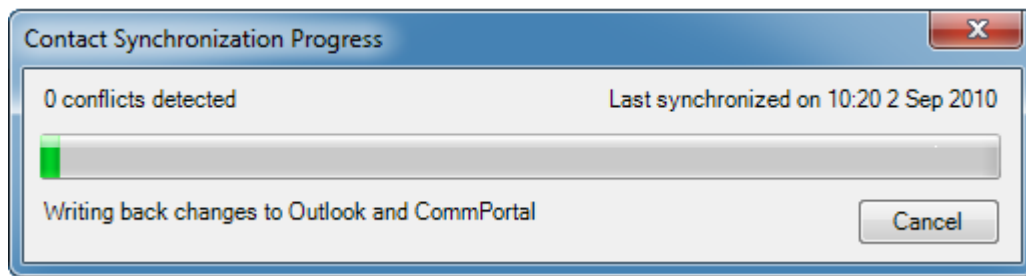 Contact Synchronization Progress
0 conflicts detected
Last synchronized on 10:20 2 Sep 2010
Writing back changes to Outlook and CommPortal
Cancel